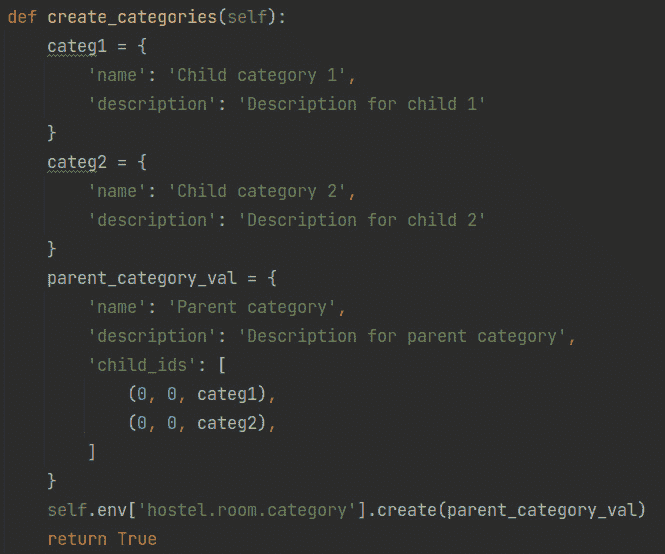 def create_categories(self):
    categ1 = {
        'name': 'Child category 1',
        'description': 'Description for child 1'
    }
    categ2 = {
        'name': 'Child category 2',
        'description': 'Description for child 2'
    }
    parent_category_val = {
        'name': 'Parent category',
        'description': 'Description for parent category',
        'child_ids': [
            (0, 0, categ1),
            (0, 0, categ2),
        ]
    }
    self.env['hostel.room.category'].create(parent_category_val)
    return True